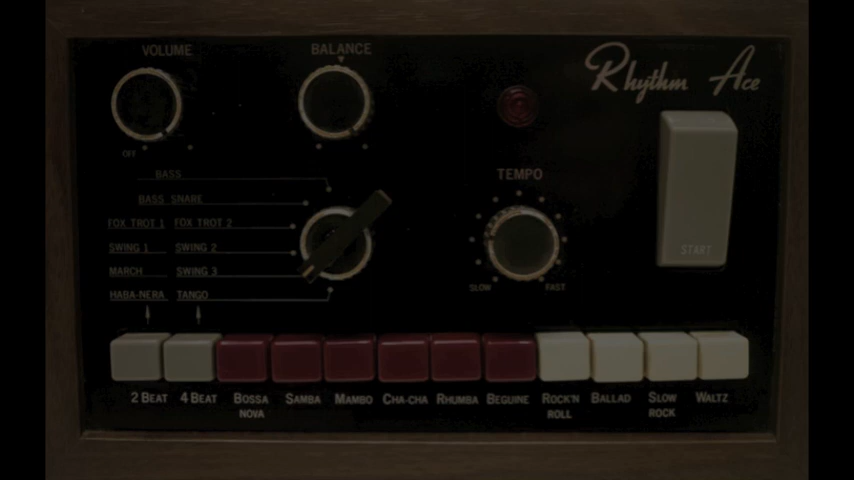 VOLUME
BALANCE
Rhythm Ace
OFF
BASS
TEMPO
BASS SNARE
FOX TROT 1 FOX TROT 2
SWING 1 SWING 2
START
MARCH SWING 3
SLOW FAST
HABA-NERA TANGO
2 BEAT 4 BEAT BOSSA NOVA SAMBA MAMBO CHA-CHA RHUMBA BEGUINE ROCK'N ROLL BALLAD SLOW ROCK WALTZ